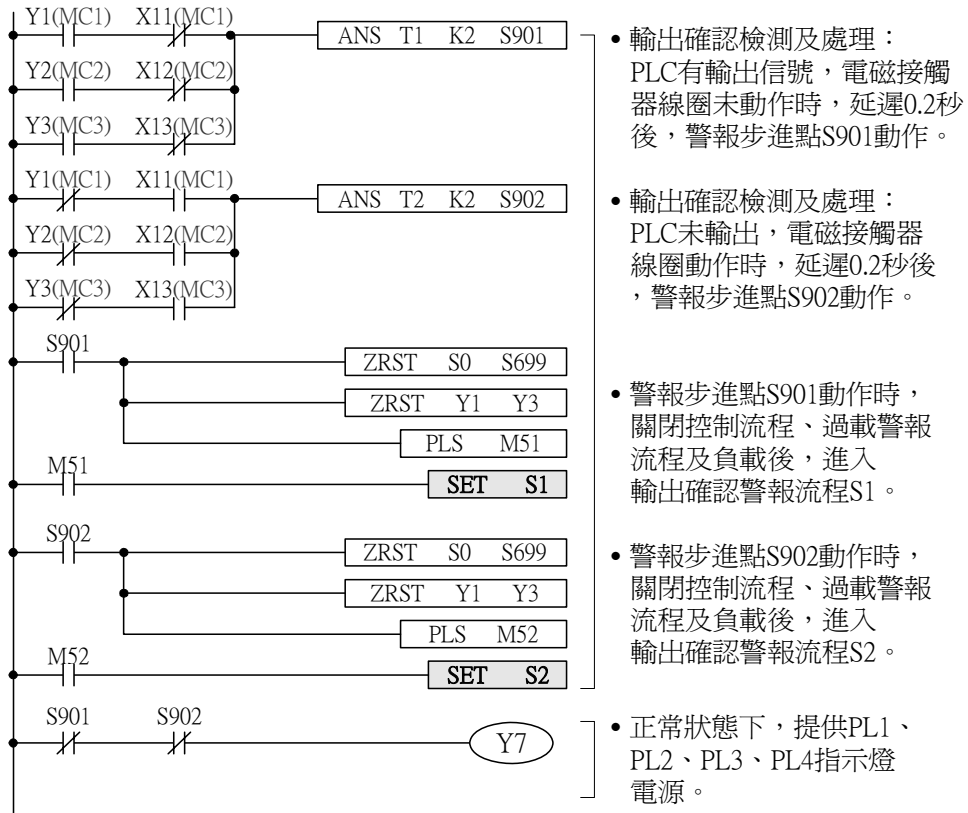 Y1(MC1) X11(MC1)
ANS T1 K2 S901
Y2(MC2) X12(MC2)
Y3(MC3) X13(MC3)
• 輸出確認檢測及處理：
PLC有輸出信號，電磁接觸
器線圈未動作時，延遲0.2秒
後，警報步進點S901動作。
Y1(MC1) X11(MC1)
ANS T2 K2 S902
Y2(MC2) X12(MC2)
Y3(MC3) X13(MC3)
• 輸出確認檢測及處理：
PLC未輸出，電磁接觸器
線圈動作時，延遲0.2秒後
，警報步進點S902動作。
S901
ZRST S0 S699
ZRST Y1 Y3
PLS M51
M51
SET S1
• 警報步進點S901動作時，
關閉控制流程、過載警報
流程及負載後，進入
輸出確認警報流程S1。
S902
ZRST S0 S699
ZRST Y1 Y3
PLS M52
M52
SET S2
• 警報步進點S902動作時，
關閉控制流程、過載警報
流程及負載後，進入
輸出確認警報流程S2。
S901 S902
Y7
• 正常狀態下，提供PL1、
PL2、PL3、PL4指示燈
電源。